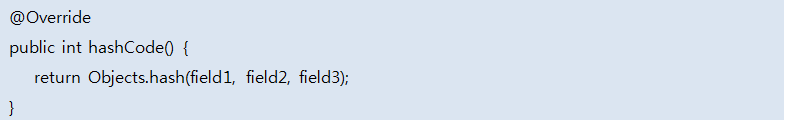 @Override
public int hashCode() {
return Objects.hash(field1, field2, field3);
}